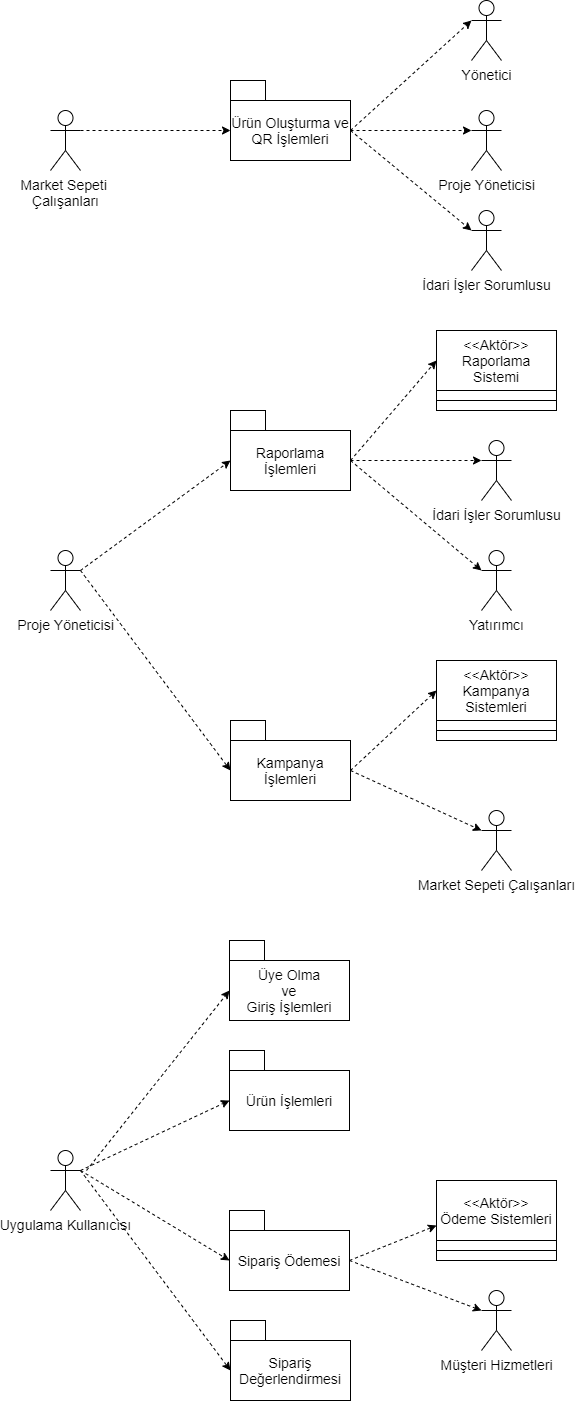 Yönetici
Ürün Oluşturma ve
QR İşlemleri
Market Sepeti
Çalışanları
Proje Yöneticisi
İdari İşler Sorumlusu
<<Aktör>>
Raporlama
Sistemi
Raporlama
İşlemleri
İdari İşler Sorumlusu
Proje Yöneticisi
Yatırımcı
<<Aktör>>
Kampanya
Sistemleri
Kampanya
İşlemleri
Market Sepeti Çalışanları
Üye Olma
ve
Giriş İşlemleri
Ürün İşlemleri
Uygulama Kullanıcısı
<<Aktör>>
Ödeme Sistemleri
Sipariş Ödemesi
Müşteri Hizmetleri
Sipariş
Değerlendirmesi